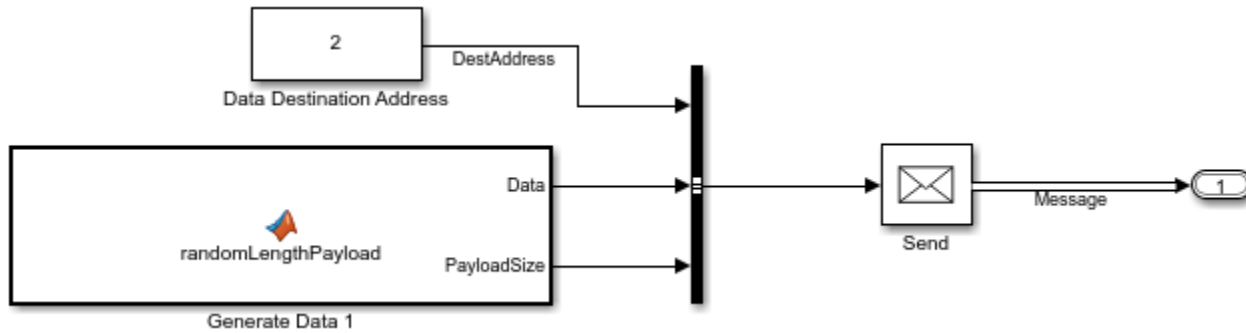 2
DestAddress
Data Destination Address
Data
randomLengthPayload
PayloadSize
Generate Data 1
Send
Message
1